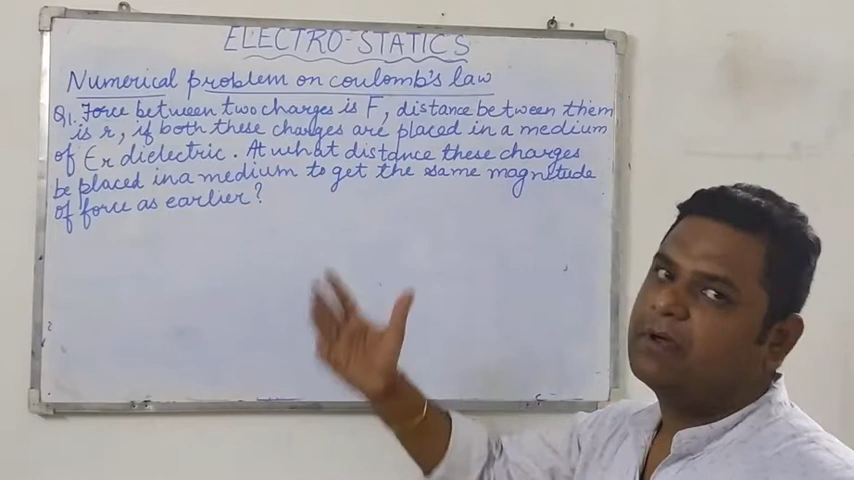 ELECTRO-STATICS
Numerical problem on coulomb's law
Q1. Force between two charges is F, distance between them
is r, if both these charges are placed in a medium
of Er dielectric. At what distance these charges
be placed in a medium to get the same magnitude
of force as earlier?